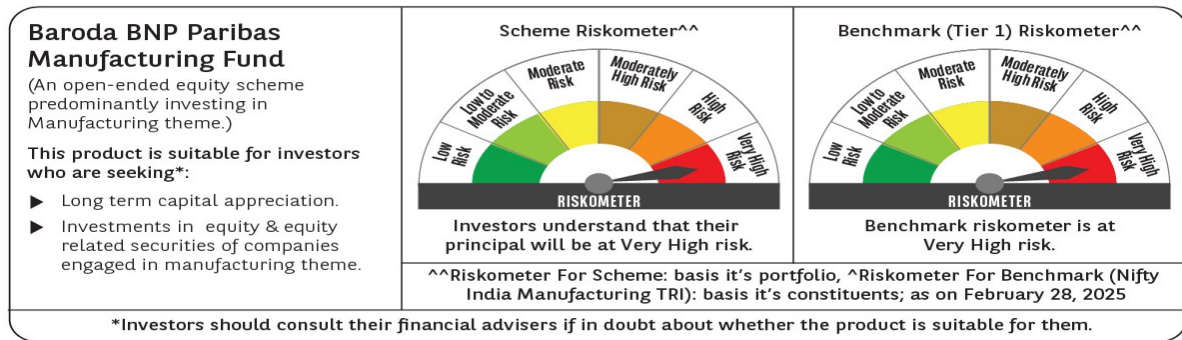 Baroda BNP Paribas
Manufacturing Fund
(An open-ended equity scheme
predominantly investing in
Manufacturing theme.)
This product is suitable for investors
who are seeking*:
▶ Long term capital appreciation.
▶ Investments in equity & equity
related securities of companies
engaged in manufacturing theme.
Scheme Riskometer^^
Low
Risk
Low to
Moderate
Risk
Moderate
Risk
Moderately
High Risk
High
Risk
Very High
Risk
RISKOMETER
Investors understand that their
principal will be at Very High risk.
Benchmark (Tier 1) Riskometer^^
Low
Risk
Low to
Moderate
Risk
Moderate
Risk
Moderately
High Risk
High
Risk
Very High
Risk
RISKOMETER
Benchmark riskometer is at
Very High risk.
^^Riskometer For Scheme: basis it’s portfolio, ^Riskometer For Benchmark (Nifty
India Manufacturing TRI): basis it’s constituents; as on February 28, 2025
*Investors should consult their financial advisers if in doubt about whether the product is suitable for them.